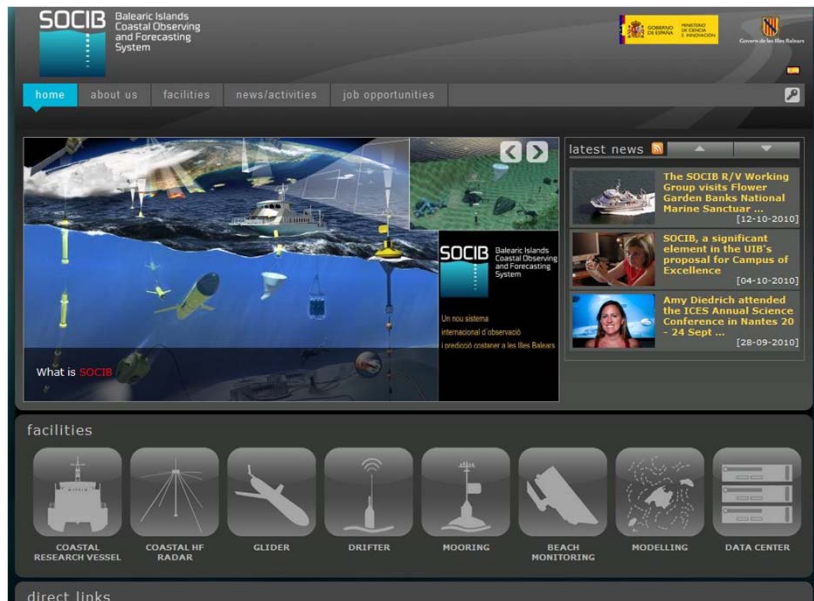 SOCIB
Balearic Islands
Coastal Observing
and Forecasting
System
GOBIERNO
DE ESPAÑA
MINISTERIO
DE CIENCIA
E INNOVACIÓN
Govern de les Illes Balears
home
about us
facilities
news/activities
job opportunities
SOCIB
Balearic Islands
Coastal Observing
and Forecasting
System
Un nou sistema
internacional d'observació
i predicció costaner a les Illes Balears
What is SOCIB
latest news
The SOCIB R/V Working
Group visits Flower
Garden Banks National
Marine Sanctuar ...
[12-10-2010]
SOCIB, a significant
element in the UIB's
proposal for Campus of
Excellence
[04-10-2010]
Amy Diedrich attended
the ICES Annual Science
Conference in Nantes 20
- 24 Sept ...
[28-09-2010]
facilities
COASTAL
RESEARCH VESSEL
COASTAL HF
RADAR
GLIDER
DRIFTER
MOORING
BEACH
MONITORING
MODELLING
DATA CENTER
direct links